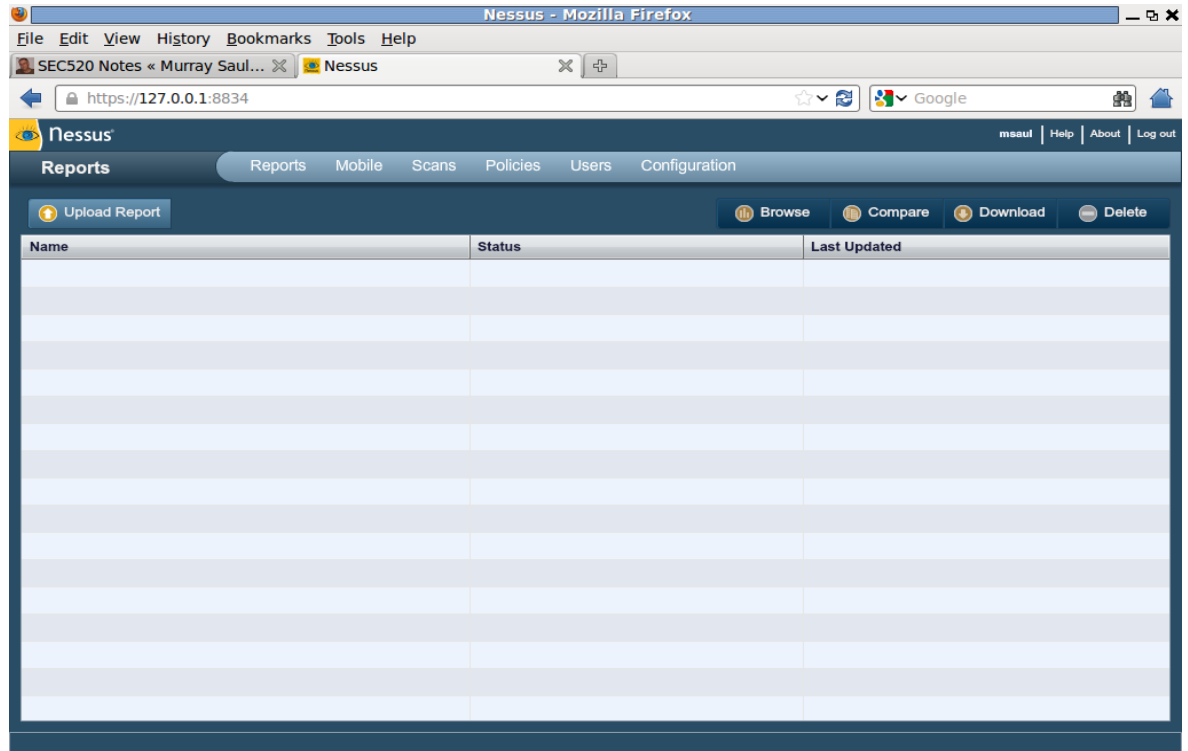 Nessus - Mozilla Firefox
File Edit View History Bookmarks Tools Help
SEC520 Notes « Murray Saul... Nessus
https://127.0.0.1:8834 Google
Nessus msaul | Help | About | Log out
Reports Reports Mobile Scans Policies Users Configuration
Upload Report Browse Compare Download Delete
Name Status Last Updated